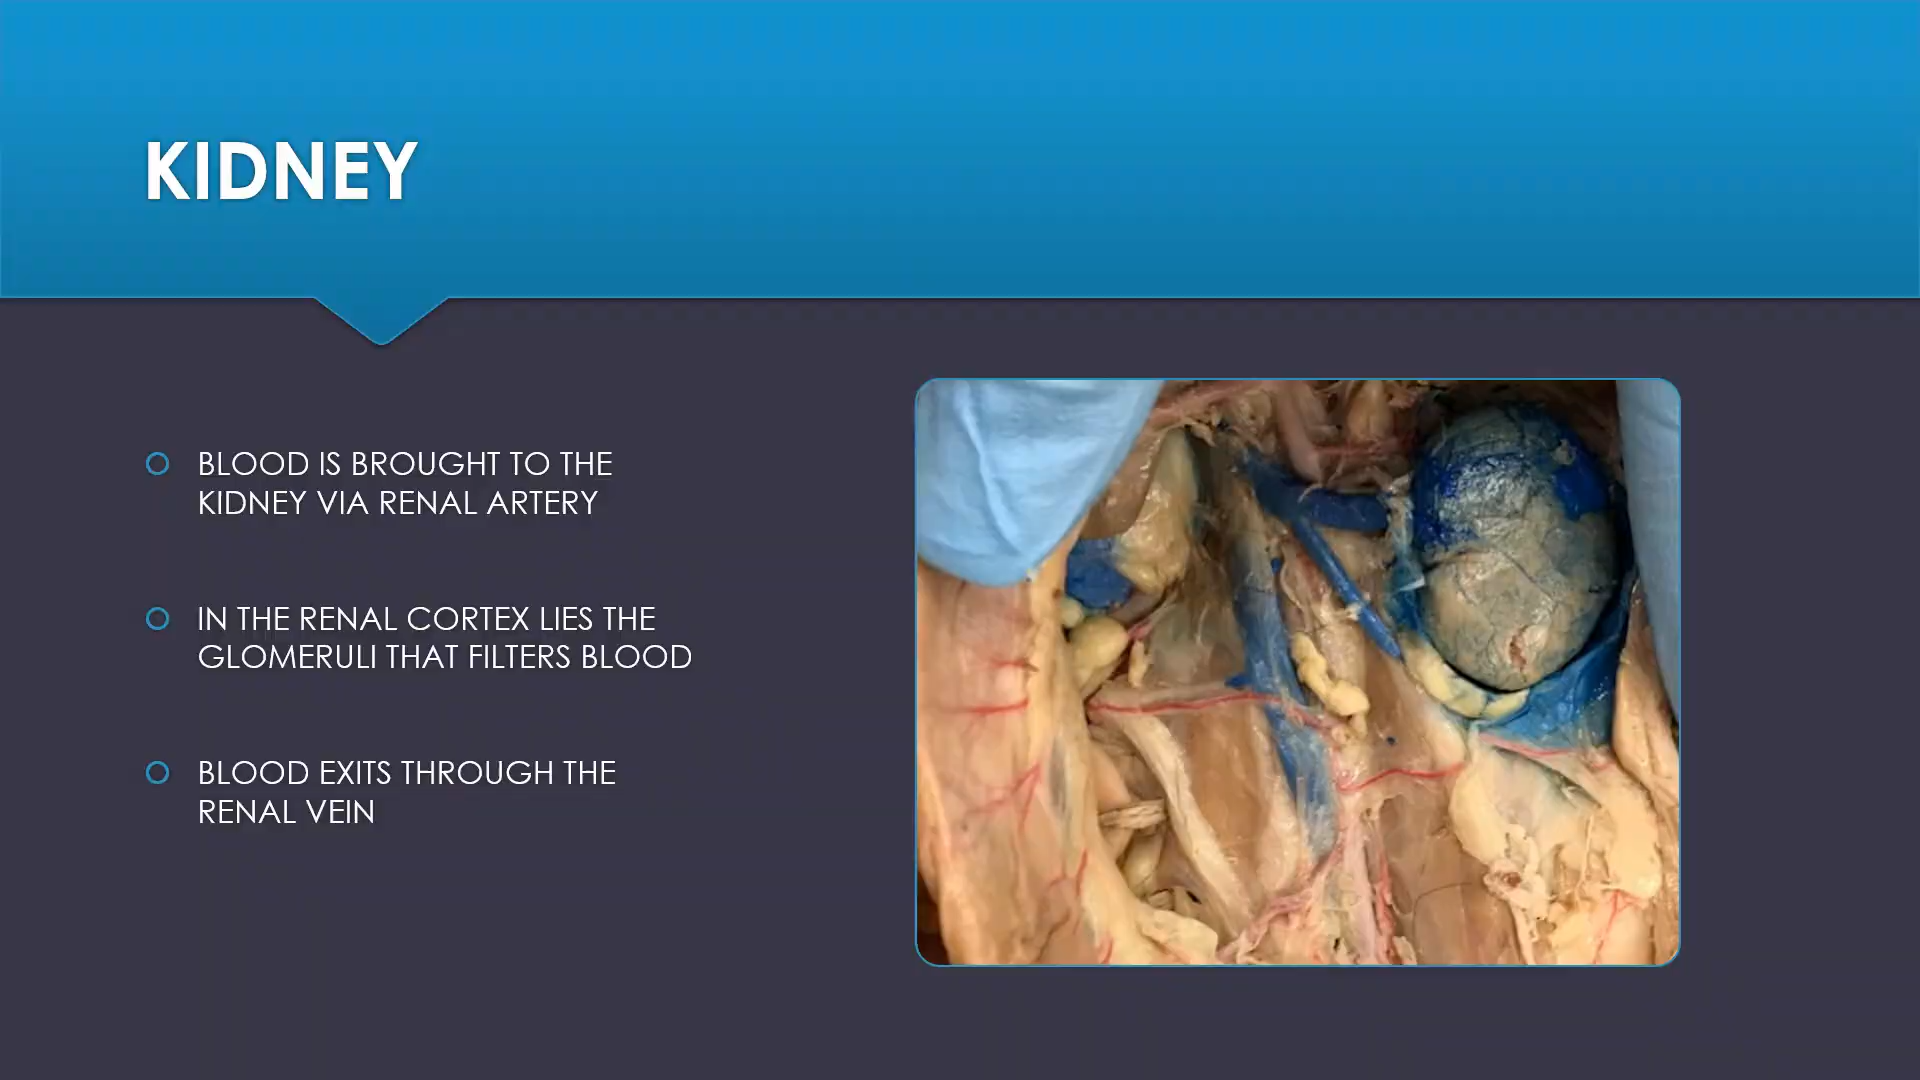 KIDNEY
BLOOD IS BROUGHT TO THE
KIDNEY VIA RENAL ARTERY
IN THE RENAL CORTEX LIES THE
GLOMERULI THAT FILTERS BLOOD
BLOOD EXITS THROUGH THE
RENAL VEIN